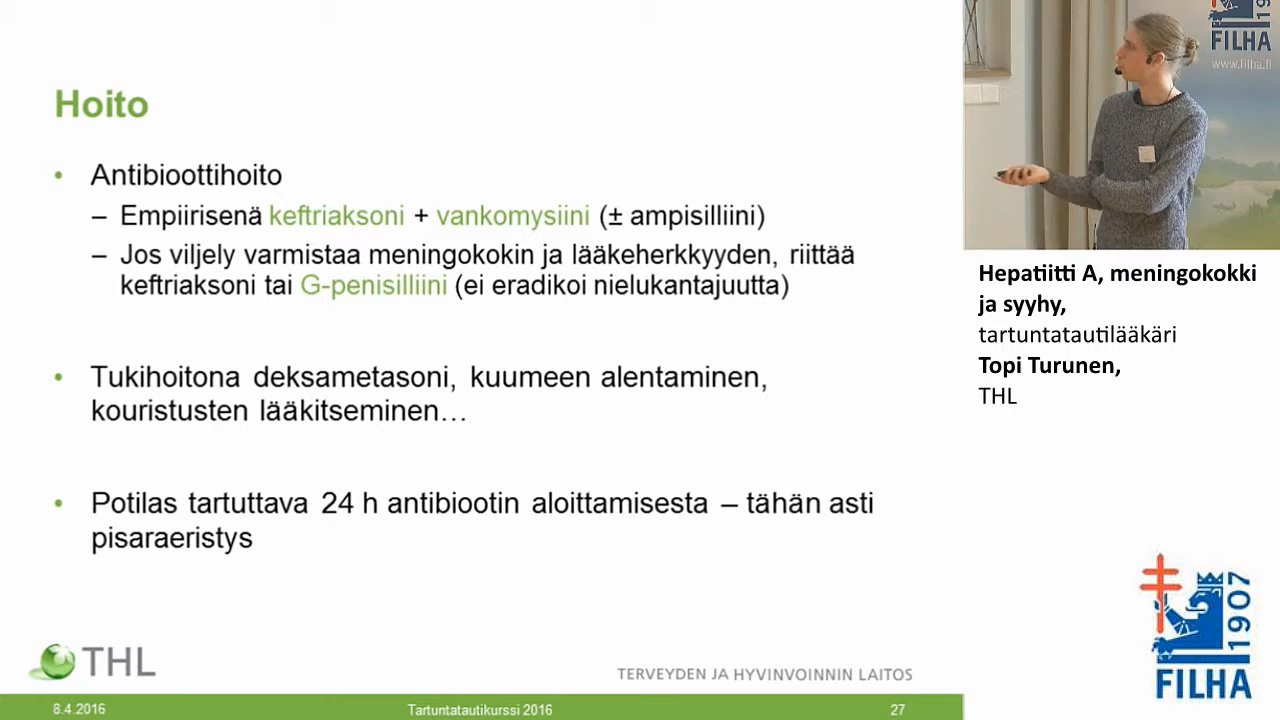 Hoito
• Antibioottihoito
– Empiirisenä keftriaksoni + vankomysiini (± ampisilliini)
– Jos viljely varmistaa meningokokin ja lääkeherkkyyden, riittää
keftriaksoni tai G-penisilliini (ei eradikoi nielukantajuutta)
• Tukihoitona deksametasoni, kuumeen alentaminen,
kouristusten lääkitseminen…
• Potilas tartuttava 24 h antibiootin aloittamisesta – tähän asti
pisaraeristys
THL
TERVEYDEN JA HYVINVOINNIN LAITOS
8.4.2016
Tartuntatautikurssi 2016
27
FILHA
www.filha.fi
Hepatiitti A, meningokokki
ja syyhy,
tartuntatautilääkäri
Topi Turunen,
THL
1907
FILHA